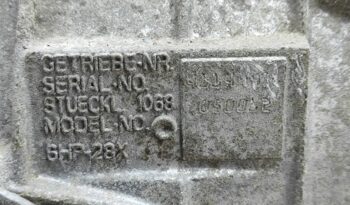 GETRIEBE-NR.
SERIAL-NO.
STUECKL. 1068
MODEL-NO.
6HP-28X